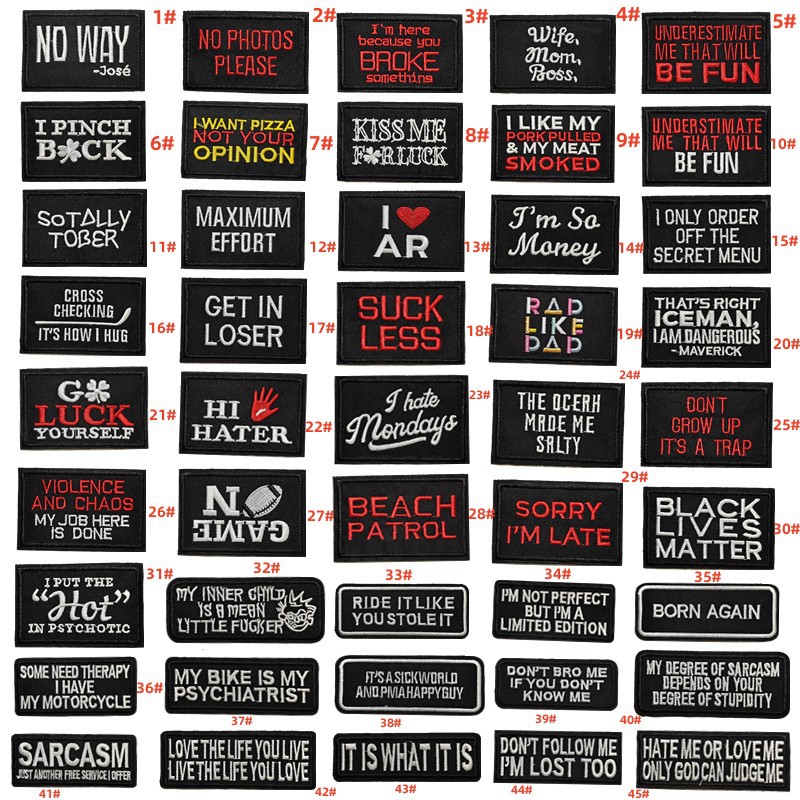 NO WAY
-José
1#
NO PHOTOS
PLEASE
2#
I'm here
because you
BROKE
something
3#
Wife,
Mom,
Boss,
4#
UNDERESTIMATE
ME THAT WILL
BE FUN
5#
I PINCH
B CK
6#
I WANT PIZZA
NOT YOUR
OPINION
7#
KISS ME
F RLUCK
8#
I LIKE MY
PORK PULLED
& MY MEAT
SMOKED
9#
UNDERSTIMATE
ME THAT WILL
BE FUN
10#
SOTALLY
TOBER
11#
MAXIMUM
EFFORT
12#
I
AR
13#
I'm So
Money
14#
I ONLY ORDER
OFF THE
SECRET MENU
15#
CROSS
CHECKING
IT'S HOW I HUG
16#
GET IN
LOSER
17#
SUCK
LESS
18#
RAD
LIKE
DAD
19#
THAT'S RIGHT
ICEMAN,
I AM DANGEROUS
-MAVERICK
20#
G
LUCK
YOURSELF
21#
HI
HATER
22#
I hate
Mondays
23#
THE OCEAN
MADE ME
SALTY
24#
DON'T
GROW UP
IT'S A TRAP
25#
VIOLENCE
AND CHAOS
MY JOB HERE
IS DONE
26#
GAME
N
27#
BEACH
PATROL
28#
SORRY
I'M LATE
29#
BLACK
LIVES
MATTER
30#
I PUT THE
"Hot"
IN PSYCHOTIC
31#
MY INNER CHILD
IS A MEAN
LITTLE FUCKER
32#
RIDE IT LIKE
YOU STOLE IT
33#
I'M NOT PERFECT
BUT I'M A
LIMITED EDITION
34#
BORN AGAIN
35#
SOME NEED THERAPY
I HAVE
MY MOTORCYCLE
36#
MY BIKE IS MY
PSYCHIATRIST
37#
IT'S A SICK WORLD
AND.PMAHAPPYGUY
38#
DON'T BRO ME
IF YOU DON'T
KNOW ME
39#
MY DEGREE OF SARCASM
DEPENDS ON YOUR
DEGREE OF STUPIDITY
40#
SARCASM
JUST ANOTHER FREE SERVICE I OFFER
41#
LOVE THE LIFE YOU LIVE
LIVE THE LIFE YOU LOVE
42#
IT IS WHAT IT IS
43#
DON'T FOLLOW ME
I'M LOST TOO
44#
HATE ME OR LOVE ME
ONLY GOD CAN JUDGE ME
45#